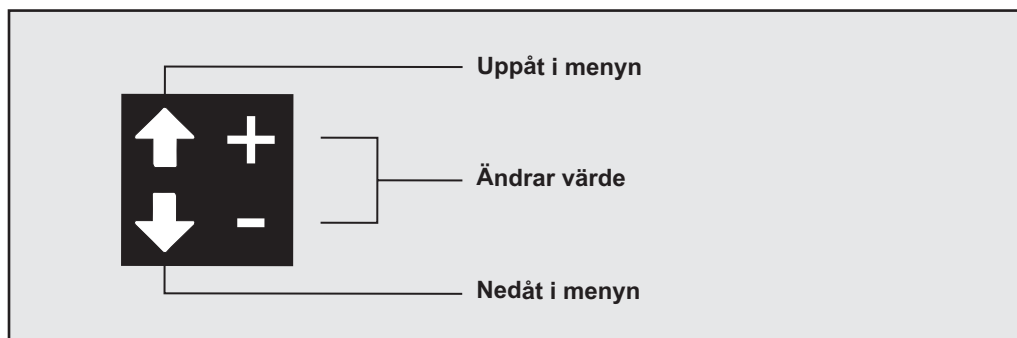 Uppåt i menyn
+
Ändrar värde
-
Nedåt i menyn